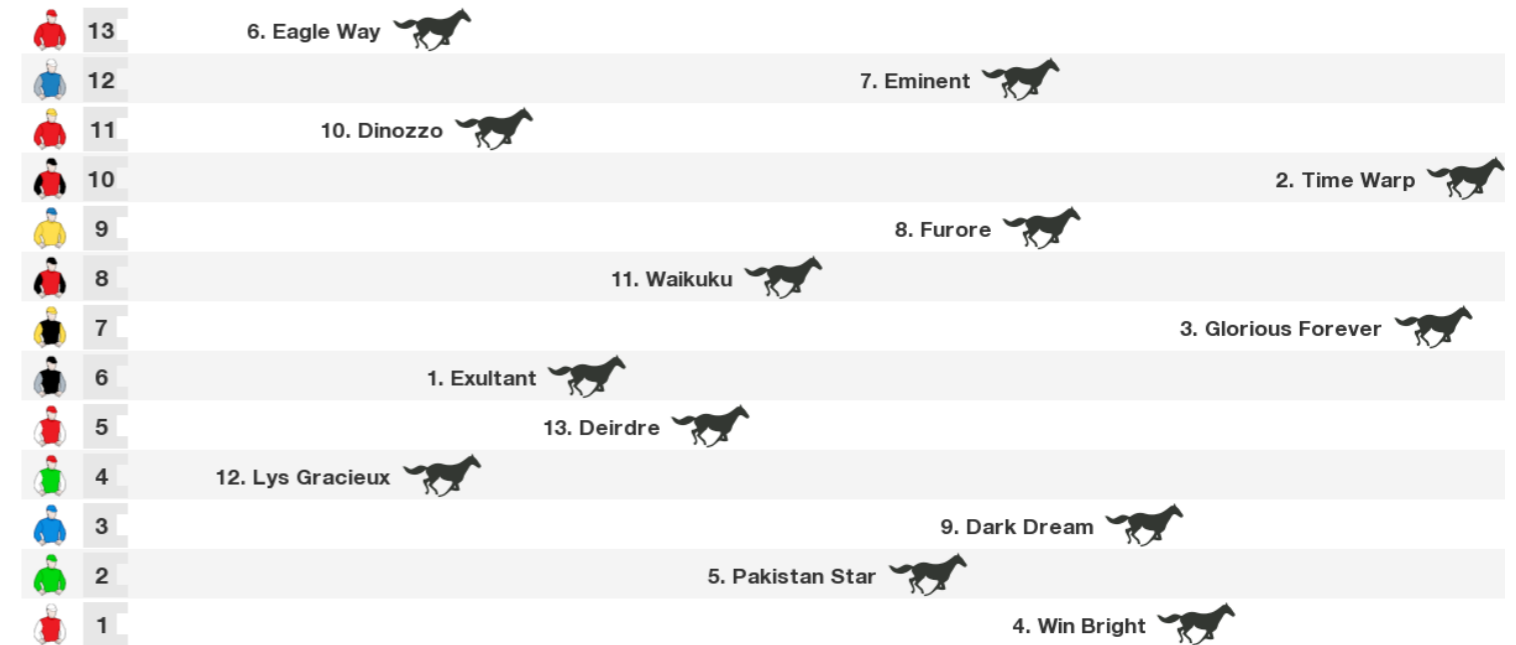 13 6. Eagle Way
12 7. Eminent
11 10. Dinozzo
10 2. Time Warp
9 8. Furore
8 11. Waikuku
7 3. Glorious Forever
6 1. Exultant
5 13. Deirdre
4 12. Lys Gracieux
3 9. Dark Dream
2 5. Pakistan Star
1 4. Win Bright